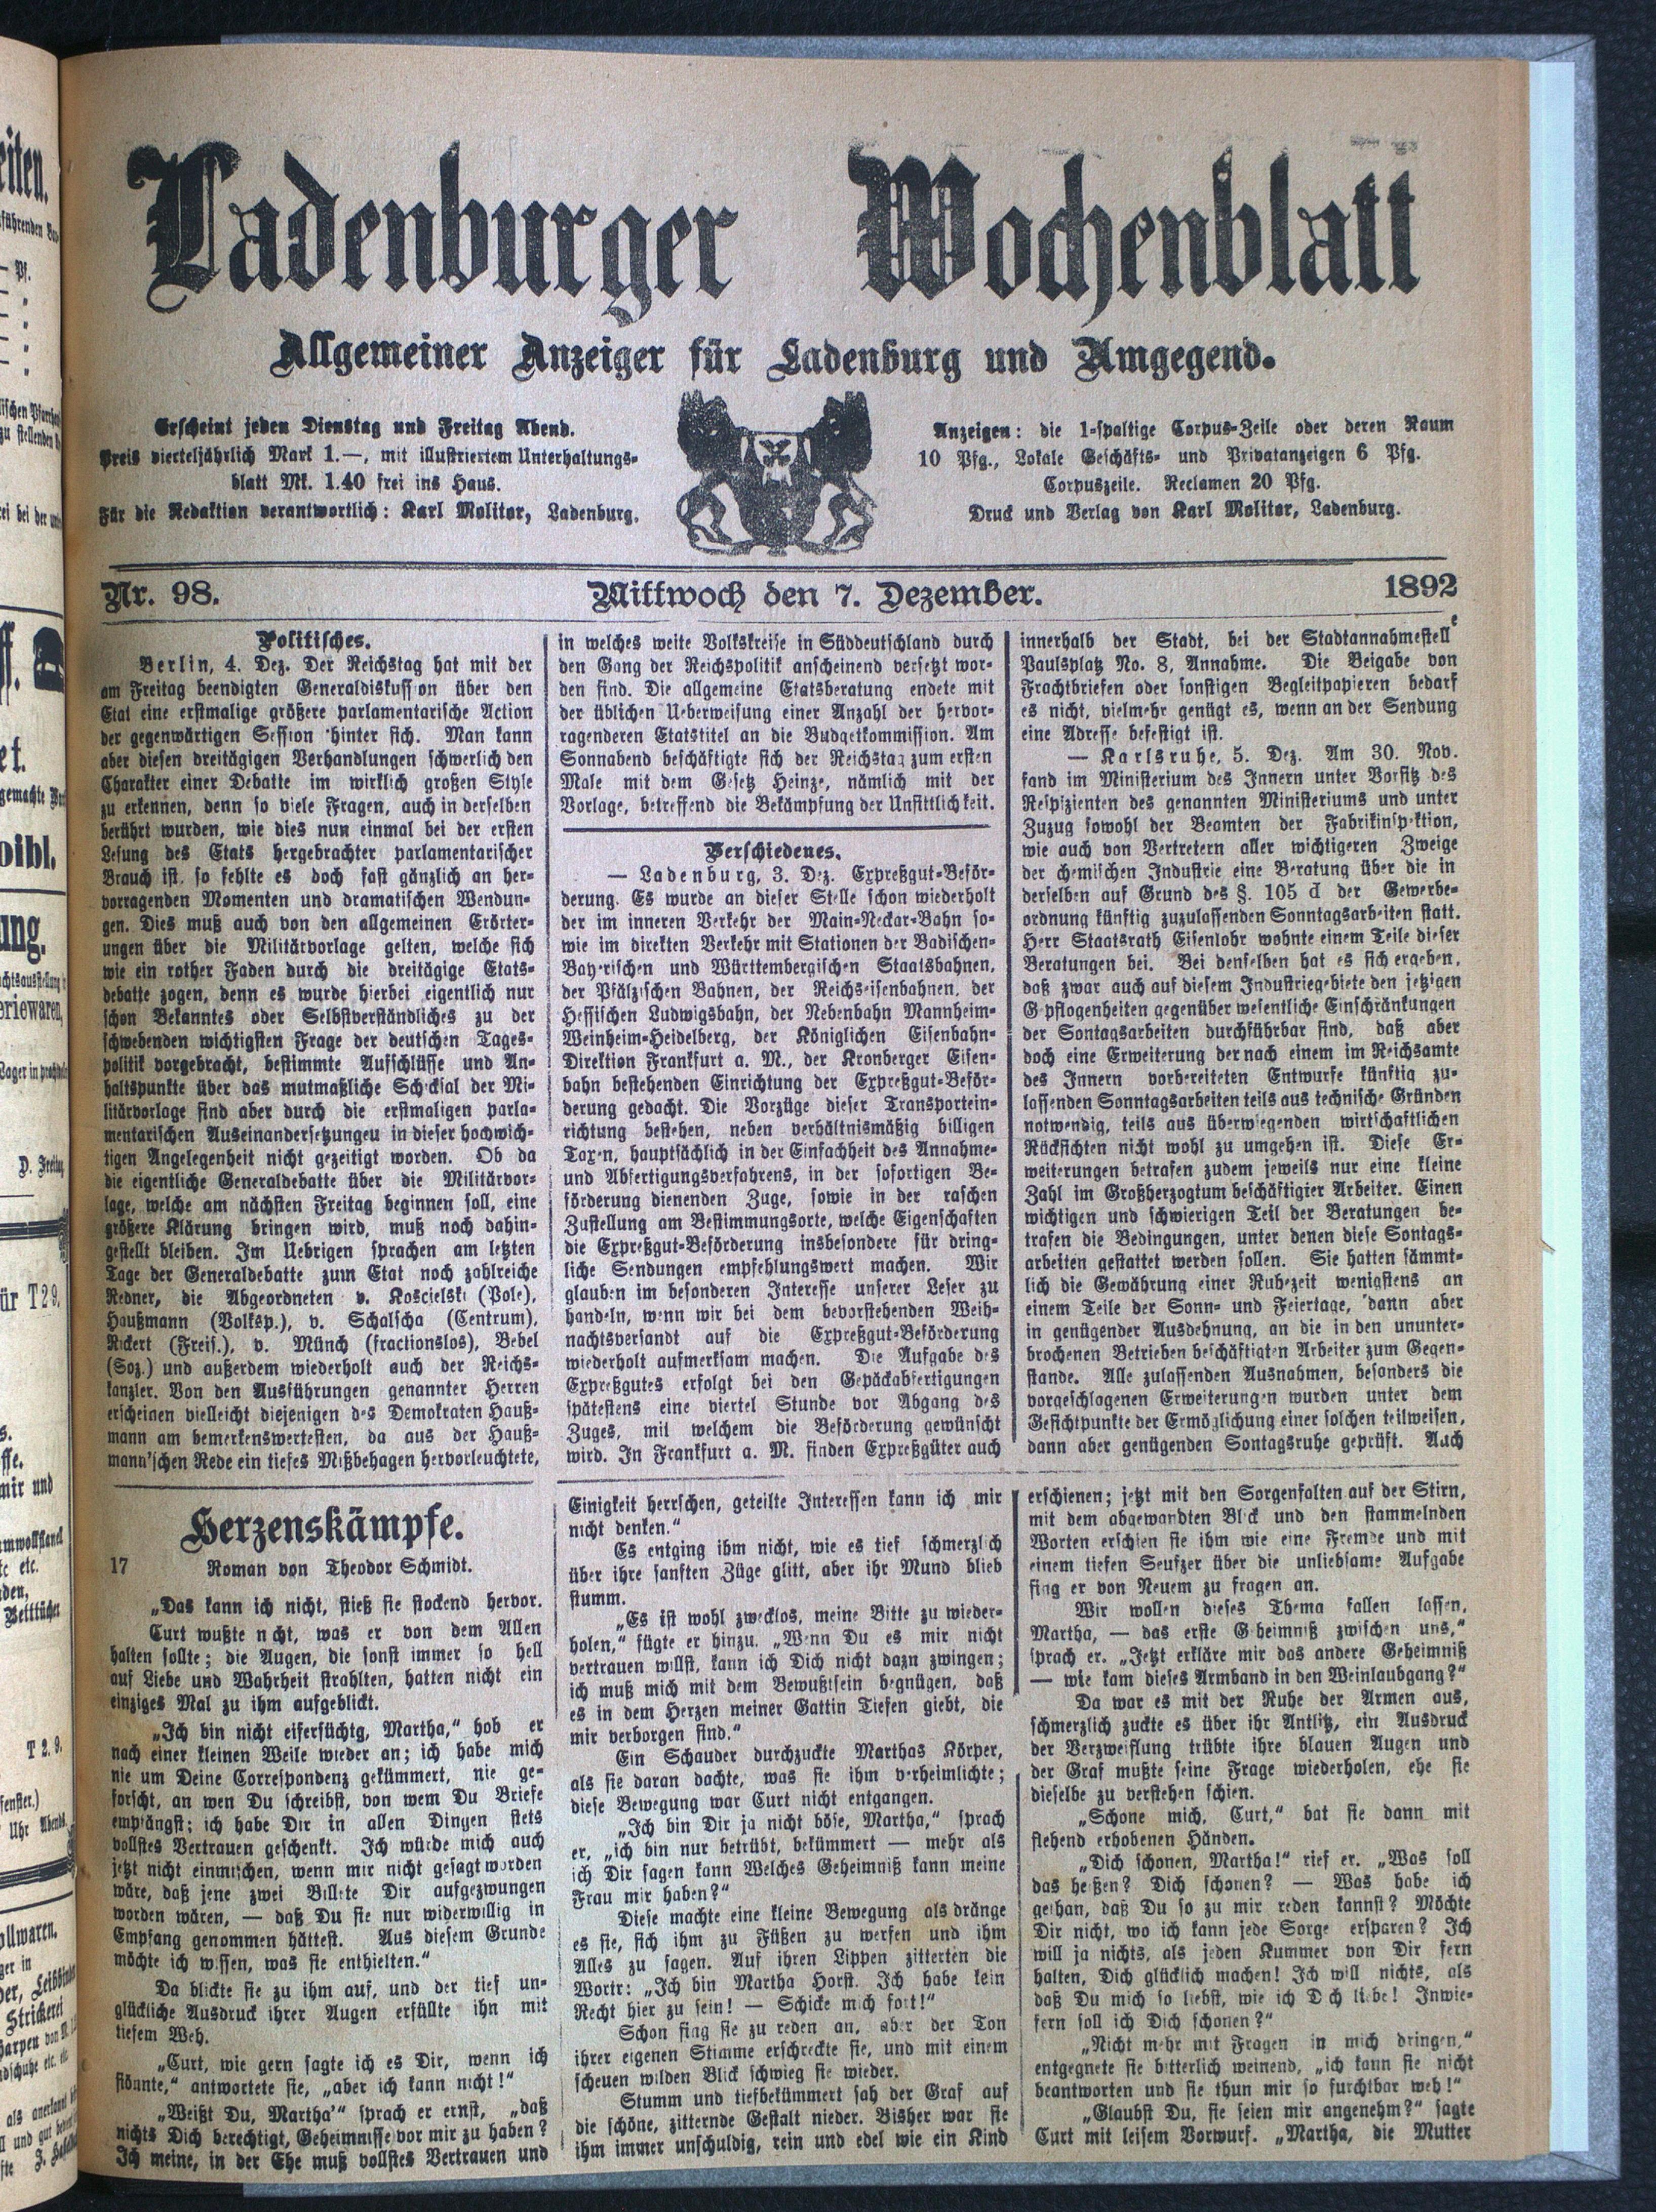 Ladenburger Wochenblatt
Allgemeiner Anzeiger für Ladenburg und Umgegend.
Erscheint jeden Dienstag und Freitag Abend.
Preis vierteljährlich Mark 1.—, mit illustriertem Unterhaltungs-
blatt Mk. 1.40 frei ins Haus.
Für die Redaktion verantwortlich: Karl Molitor, Ladenburg.
Anzeigen: die 1-spaltige Corpus-Zeile oder deren Raum
10 Pfg., Lokale Geschäfts- und Privatanzeigen 6 Pfg.
Corpuszeile. Reclamen 20 Pfg.
Druck und Verlag von Karl Molitor, Ladenburg.
Nr. 98. Mittwoch den 7. Dezember. 1892
Politisches.
Berlin, 4. Dez. Der Reichstag hat mit der
am Freitag beendigten Generaldiskuss on über den
Etat eine erstmalige größere parlamentarische Action
der gegenwärtigen Session hinter sich. Man kann
aber diesen dreitägigen Verhandlungen schwerlich den
Charakter einer Debatte im wirklich großen Style
zu erkennen, denn so viele Fragen, auch in derselben
berührt wurden, wie dies nun einmal bei der ersten
Lesung des Etats hergebrachter parlamentarischer
Brauch ist, so fehlte es doch fast gänzlich an her-
vorragenden Momenten und dramatischen Wendun-
gen. Dies muß auch von den allgemeinen Erörter-
ungen über die Militärvorlage gelten, welche sich
wie ein rother Faden durch die dreitägige Etats-
debatte zogen, denn es wurde hierbei eigentlich nur
schon Bekanntes oder Selbstverständliches zu der
schwebenden wichtigsten Frage der deutschen Tages-
politik vorgebracht, bestimmte Aufschlüsse und An-
haltspunkte über das mutmaßliche Schicksal der Mi-
litärvorlage sind aber durch die erstmaligen parla-
mentarischen Auseinandersetzungeu in dieser hochwich-
tigen Angelegenheit nicht gezeitigt worden. Ob da
die eigentliche Generaldebatte über die Militärvor-
lage, welche am nächsten Freitag beginnen soll, eine
größere Klärung bringen wird, muß noch dahin-
gestellt bleiben. Im Uebrigen sprachen am letzten
Tage der Generaldebatte zum Etat noch zahlreiche
Redner, die Abgeordneten v. Koscielski (Pole),
Haußmann (Volksp.), v. Schalscha (Centrum),
Rickert (Freis.), v. Münch (fractionslos), Bebel
(Soz.) und außerdem wiederholt auch der Reichs-
kanzler. Von den Ausführungen genannter Herren
erscheinen vielleicht diejenigen des Demokraten Hauß-
mann am bemerkenswertesten, da aus der Hauß-
mann'schen Rede ein tiefes Mißbehagen hervorleuchtete,
in welches weite Volkskreise in Süddeutschland durch
den Gang der Reichspolitik anscheinend versetzt wor-
den sind. Die allgemeine Etatsberatung endete mit
der üblichen Ueberweisung einer Anzahl der hervor-
ragenderen Etatstitel an die Budgetkommission. Am
Sonnabend beschäftigte sich der Reichstag zum ersten
Male mit dem Gesetz Heinze, nämlich mit der
Vorlage, betreffend die Bekämpfung der Unsittlichkeit.
Verschiedenes.
— Ladenburg, 3. Dez. Expreßgut-Beför-
derung. Es wurde an dieser Stelle schon wiederholt
der im inneren Verkehr der Main-Neckar-Bahn so-
wie im direkten Verkehr mit Stationen der Badischen-
Bayerischen und Württembergischen Staatsbahnen,
der Pfälzischen Bahnen, der Reichseisenbahnen, der
Hessischen Ludwigsbahn, der Nebenbahn Mannheim-
Weinheim-Heidelberg, der Königlichen Eisenbahn-
Direktion Frankfurt a. M., der Kronberger Eisen-
bahn bestehenden Einrichtung der Expreßgut-Beför-
derung gedacht. Die Vorzüge dieser Transportein-
richtung bestehen, neben verhältnismäßig billigen
Taxen, hauptsächlich in der Einfachheit des Annahme-
und Abfertigungsverfahrens, in der sofortigen Be-
förderung dienenden Zuge, sowie in der raschen
Zustellung am Bestimmungsorte, welche Eigenschaften
die Expreßgut-Beförderung insbesondere für dring-
liche Sendungen empfehlungswert machen. Wir
glauben im besonderen Interesse unserer Leser zu
handeln, wenn wir bei dem bevorstehenden Weih-
nachtsversandt auf die Expreßgut-Beförderung
wiederholt aufmerksam machen. Die Aufgabe des
Expreßgutes erfolgt bei den Gepäckabfertigungen
spätestens eine viertel Stunde vor Abgang des
Zuges, mit welchem die Beförderung gewünscht
wird. In Frankfurt a. M. finden Expreßgüter auch
innerhalb der Stadt, bei der Stadtannahmestelle
Paulsplatz No. 8, Annahme. Die Beigabe von
Frachtbriefen oder sonstigen Begleitpapieren bedarf
es nicht, vielmehr genügt es, wenn an der Sendung
eine Adresse befestigt ist.
— Karlsruhe, 5. Dez. Am 30. Nov.
fand im Ministerium des Innern unter Vorsitz des
Respizienten des genannten Ministeriums und unter
Zuzug sowohl der Beamten der Fabrikinspektion,
wie auch von Vertretern aller wichtigeren Zweige
der chemischen Industrie eine Beratung über die in
derselben auf Grund des §. 105 d der Gewerbe-
ordnung künftig zuzulassenden Sonntagsarbeiten statt.
Herr Staatsrath Eisenlohr wohnte einem Teile dieser
Beratungen bei. Bei denselben hat es sich ergeben,
daß zwar auch auf diesem Industriegebiete den jetzigen
Gepflogenheiten gegenüber wesentliche Einschränkungen
der Sontagsarbeiten durchführbar sind, daß aber
doch eine Erweiterung der nach einem im Reichsamte
des Innern vorbereiteten Entwurfe künftig zu-
lassenden Sonntagsarbeiten teils aus technische Gründen
notwendig, teils aus überwiegenden wirtschaftlichen
Rücksichten nicht wohl zu umgehen ist. Diese Er-
weiterungen betrafen zudem jeweils nur eine kleine
Zahl im Großherzogtum beschäftigter Arbeiter. Einen
wichtigen und schwierigen Teil der Beratungen be-
trafen die Bedingungen, unter denen diese Sontags-
arbeiten gestattet werden sollen. Sie hatten sämmt-
lich die Gewährung einer Ruhezeit wenigstens an
einem Teile der Sonn- und Feiertage, dann aber
in genügender Ausdehnung, an die in den ununter-
brochenen Betrieben beschäftigten Arbeiter zum Gegen-
stande. Alle zulassenden Ausnahmen, besonders die
vorgeschlagenen Erweiterungen wurden unter dem
Gesichtpunkte der Ermöglichung einer solchen teilweisen,
dann aber genügenden Sontagsruhe geprüft. Auch
Herzenskämpfe.
17 Roman von Theodor Schmidt.
„Das kann ich nicht, stieß sie stockend hervor.
Curt wußte n cht, was er von dem Allen
halten sollte; die Augen, die sonst immer so hell
auf Liebe und Wahrheit strahlten, hatten nicht ein
einziges Mal zu ihm aufgeblickt.
„Ich bin nicht eifersüchtg, Martha,“ hob er
nach einer kleinen Weile wieder an; ich habe mich
nie um Deine Correspondenz gekümmert, nie ge-
forscht, an wen Du schreibst, von wem Du Briefe
empfängst; ich habe Dir in allen Dingen stets
vollstes Vertrauen geschenkt. Ich würde mich auch
jetzt nicht einmischen, wenn mir nicht gesagt worden
wäre, daß jene zwei Billete Dir aufgezwungen
worden wären, — daß Du sie nur widerwillig in
Empfang genommen hättest. Aus diesem Grunde
möchte ich wissen, was sie enthielten.“
Da blickte sie zu ihm auf, und der tief un-
glückliche Ausdruck ihrer Augen erfüllte ihn mit
tiefem Weh.
„Curt, wie gern sagte ich es Dir, wenn ich
könnte,“ antwortete sie, „aber ich kann nicht!“
„Weißt Du, Martha'“ sprach er ernst, „daß
nichts Dich berechtigt, Geheimnisse vor mir zu haben?
Ich meine, in der Ehe muß vollstes Vertrauen und
Einigkeit herrschen, geteilte Interessen kann ich mir
nicht denken.“
Es entging ihm nicht, wie es tief schmerzlich
über ihre sanften Züge glitt, aber ihr Mund blieb
stumm.
„Es ist wohl zwecklos, meine Bitte zu wieder-
holen,“ fügte er hinzu. „Wenn Du es mir nicht
vertrauen willst, kann ich Dich nicht dazn zwingen;
ich muß mich mit dem Bewußtsein begnügen, daß
es in dem Herzen meiner Gattin Tiefen giebt, die
mir verborgen sind.“
Ein Schauder durchzuckte Marthas Körper,
als sie daran dachte, was sie ihm verheimlichte;
diese Bewegung war Curt nicht entgangen.
„Ich bin Dir ja nicht böse, Martha,“ sprach
er, „ich bin nur betrübt, bekümmert — mehr als
ich Dir sagen kann Welches Geheimniß kann meine
Frau mir haben?“
Diese machte eine kleine Bewegung als dränge
es sie, sich ihm zu Füßen zu werfen und ihm
Alles zu sagen. Auf ihren Lippen zitterten die
Wortr: „Ich bin Martha Horst. Ich habe kein
Recht hier zu sein! — Schicke mich fort!“
Schon fing sie zu reden an, aber der Ton
ihrer eigenen Stimme erschreckte sie, und mit einem
scheuen wilden Blick schwieg sie wieder.
Stumm und tiefbekümmert sah der Graf auf
die schöne, zitternde Gestalt nieder. Bisher war sie
ihm immer unschuldig, rein und edel wie ein Kind
erschienen; jetzt mit den Sorgenfalten auf der Stirn,
mit dem abgewandten Blick und den stammelnden
Worten erschien sie ihm wie eine Fremde und mit
einem tiefen Seufzer über die unliebsame Aufgabe
fing er von Neuem zu fragen an.
Wir wollen dieses Thema fallen lassen,
Martha, — das erste Geheimniß zwischen uns,“
sprach er. „Jetzt erkläre mir das andere Geheimniß
— wie kam dieses Armband in den Weinlaubgang?“
Da war es mit der Ruhe der Armen aus,
schmerzlich zuckte es über ihr Antlitz, ein Ausdruck
der Verzweiflung trübte ihre blauen Augen und
der Graf mußte seine Frage wiederholen, ehe sie
dieselbe zu verstehen schien.
„Schone mich, Curt,“ bat sie dann mit
flehend erhobenen Händen.
„Dich schonen, Martha!“ rief er. „Was soll
das heißen? Dich schonen? — Was habe ich
gethan, daß Du so zu mir reden kannst? Möchte
Dir nicht, wo ich kann jede Sorge ersparen? Ich
will ja nichts, als jeden Kummer von Dir fern
halten, Dich glücklich machen! Ich will nichts, als
daß Du mich so liebst, wie ich D ch liebe! Inwie-
fern soll ich Dich schonen?“
„Nicht mehr mit Fragen in mich dringen,“
entgegnete sie bitterlich weinend, „ich kann sie nicht
beantworten und sie thun mir so furchtbar weh!“
„Glaubst Du, sie seien mir angenehm?“ sagte
Curt mit leisem Vorwurf. „Martha, die Mutter